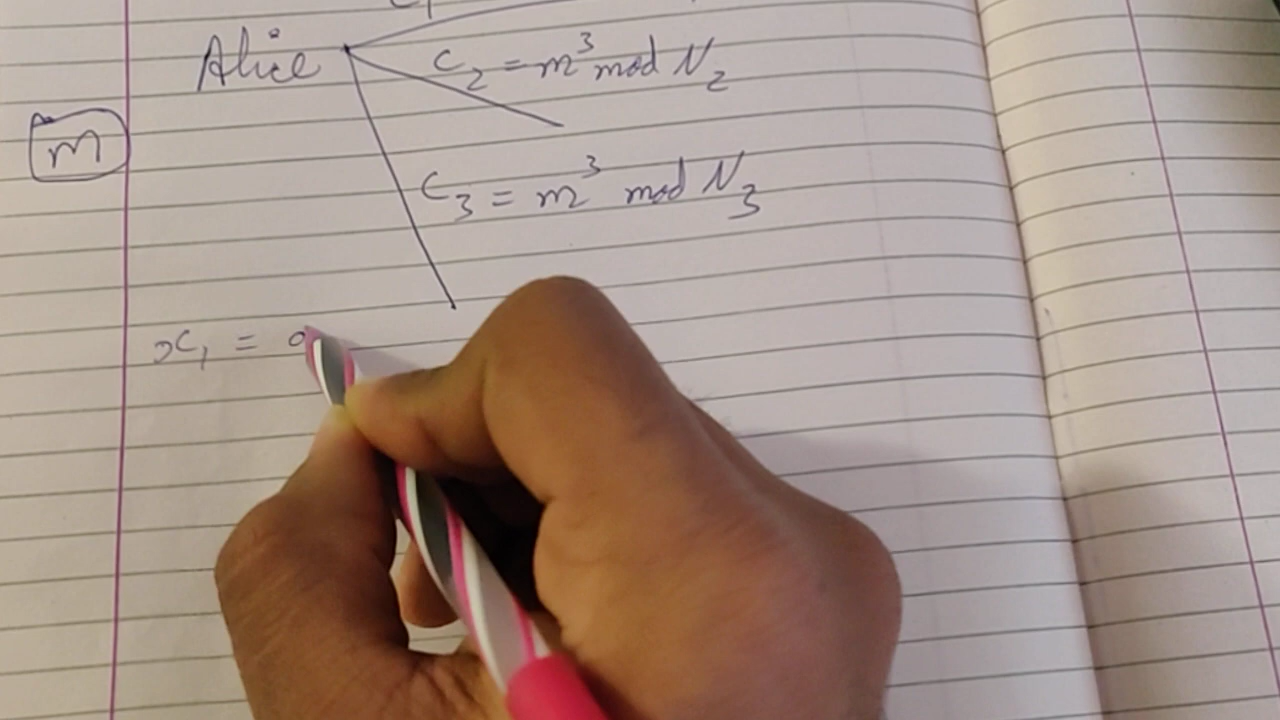 Alice
C₂ = m³ mod N₂
m
C₃ = m³ mod N₃
x₁ =